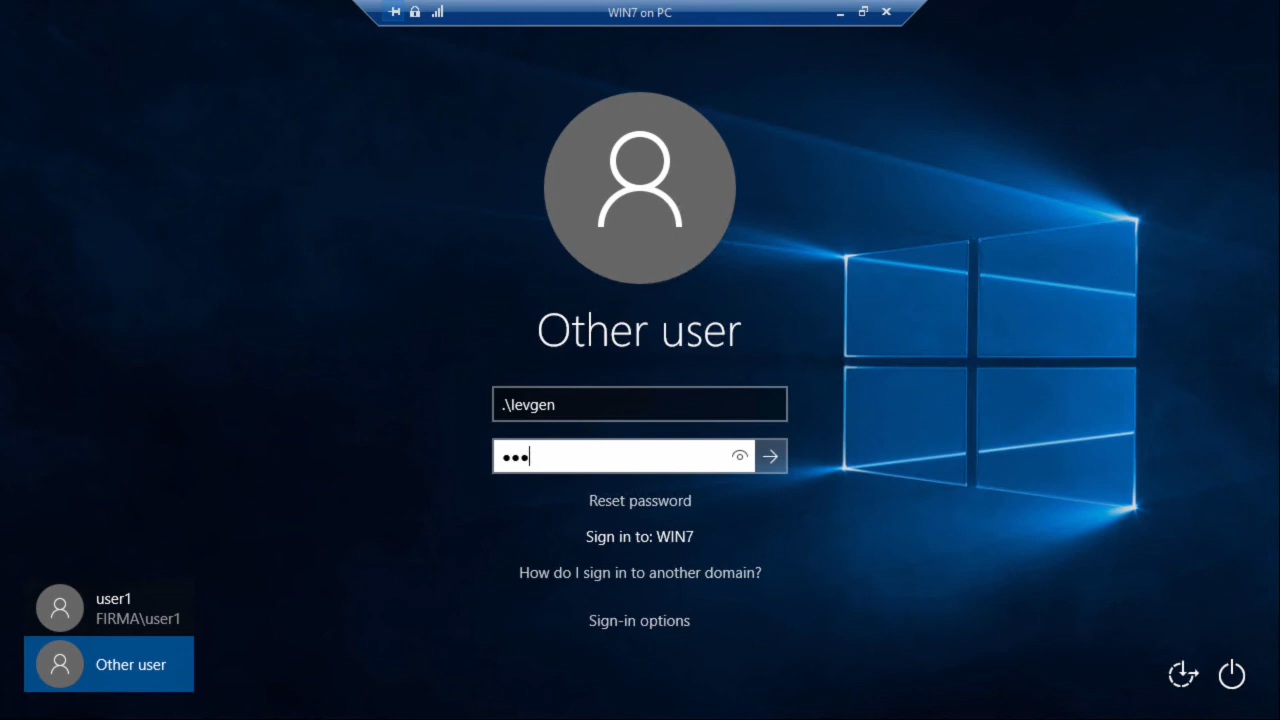 WIN7 on PC
Other user
.\Ievgen
Reset password
Sign in to: WIN7
How do I sign in to another domain?
Sign-in options
user1
FIRMA\user1
Other user